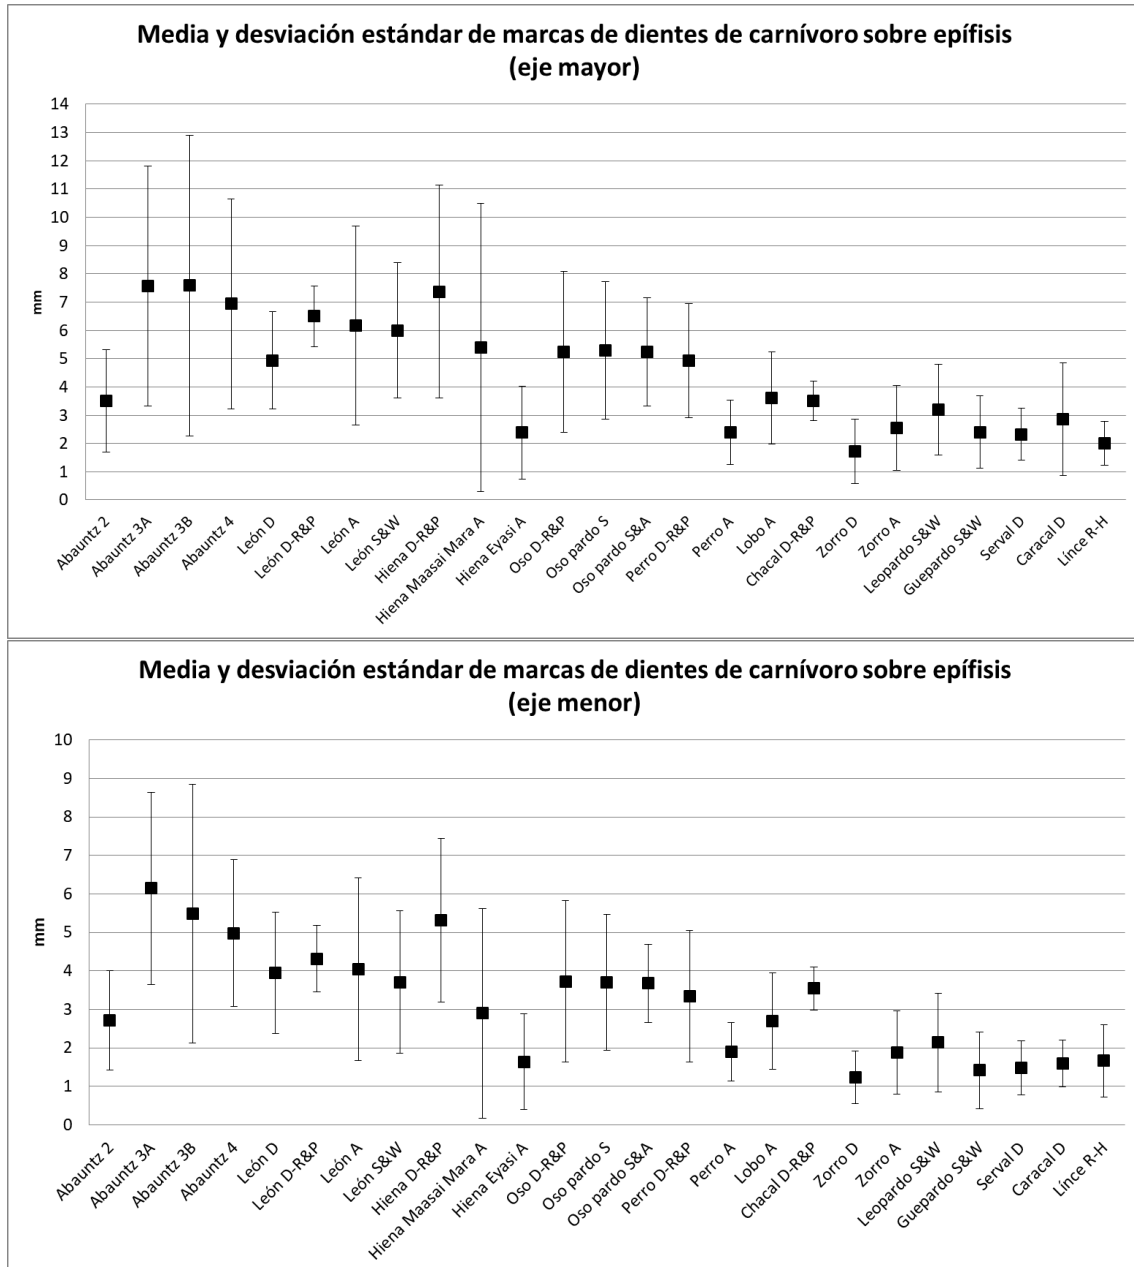 Media y desviación estándar de marcas de dientes de carnívoro sobre epífisis
(eje mayor)
14
13
12
11
10
9
8
7
6
5
4
3
2
1
0
mm
Abauntz 2
Abauntz 3A
Abauntz 3B
Abauntz 4
León D
León D-R&P
León A
León S&W
Hiena D-R&P
Hiena Maasai Mara A
Hiena Eyasi A
Oso D-R&P
Oso pardo S
Oso pardo S&A
Perro D-R&P
Perro A
Lobo A
Chacal D-R&P
Zorro D
Zorro A
Leopardo S&W
Guepardo S&W
Serval D
Caracal D
Línce R-H
Media y desviación estándar de marcas de dientes de carnívoro sobre epífisis
(eje menor)
10
9
8
7
6
5
4
3
2
1
0
mm
Abauntz 2
Abauntz 3A
Abauntz 3B
Abauntz 4
León D
León D-R&P
León A
León S&W
Hiena D-R&P
Hiena Maasai Mara A
Hiena Eyasi A
Oso D-R&P
Oso pardo S
Oso pardo S&A
Perro D-R&P
Perro A
Lobo A
Chacal D-R&P
Zorro D
Zorro A
Leopardo S&W
Guepardo S&W
Serval D
Caracal D
Línce R-H